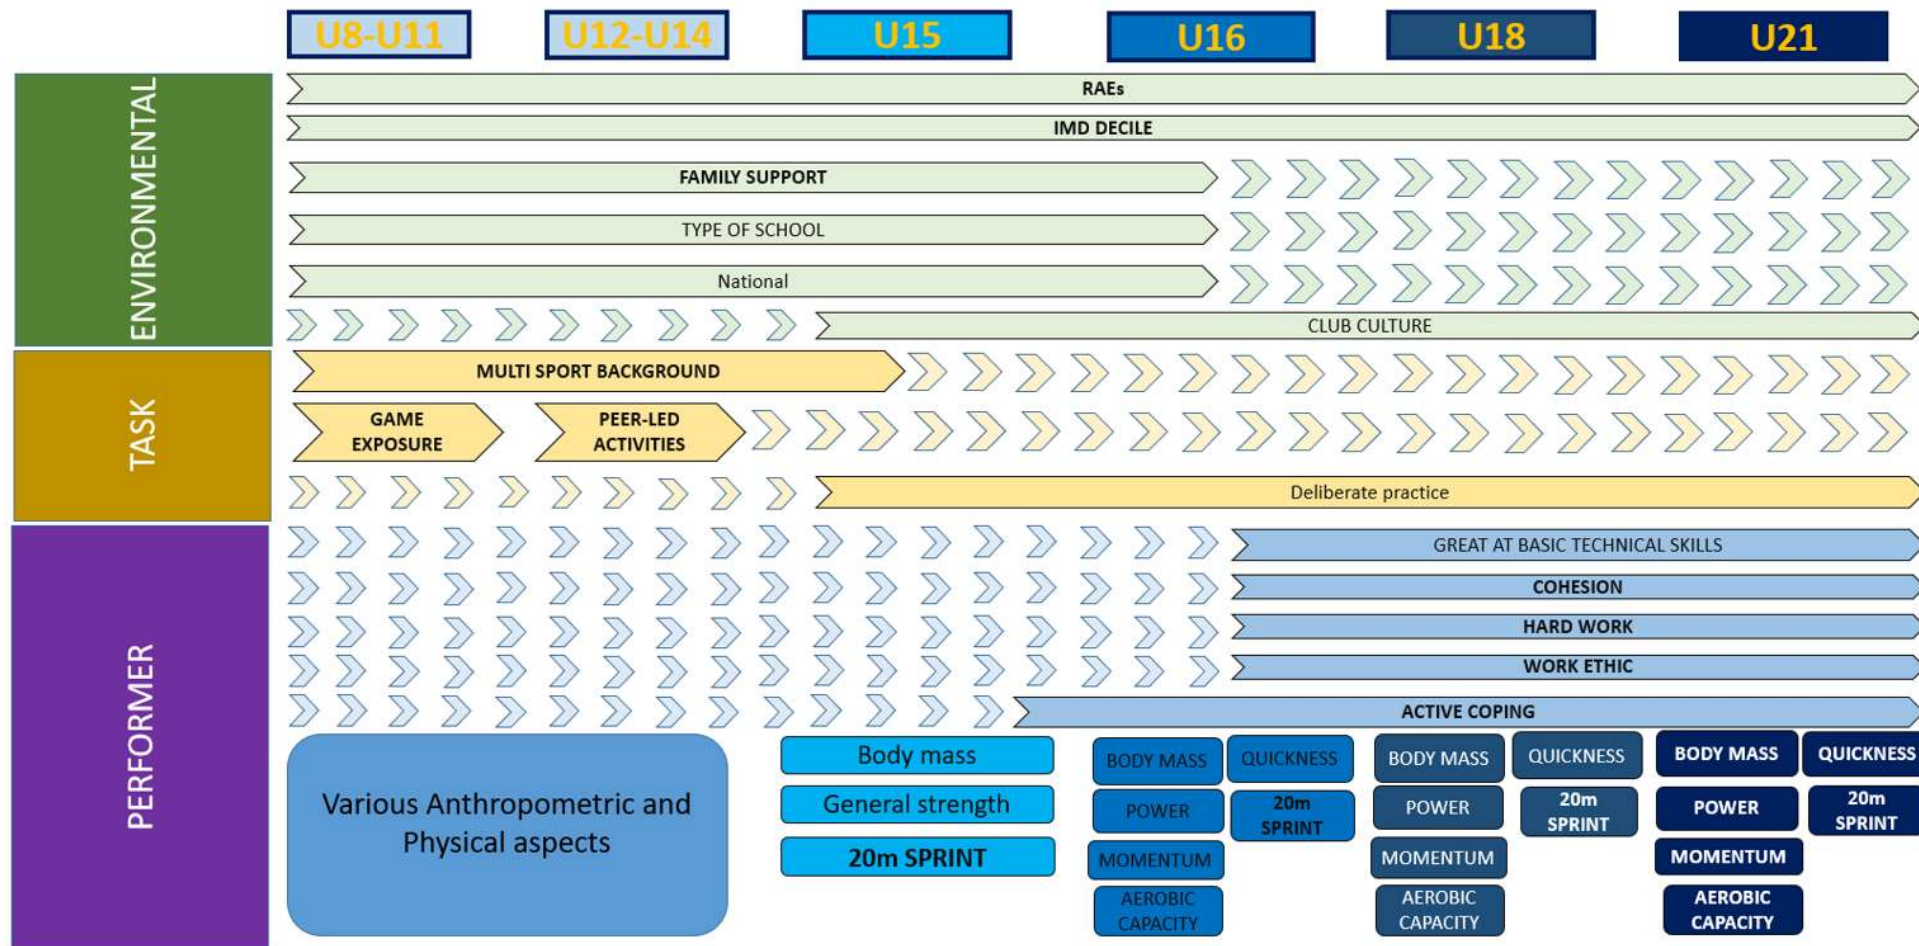 U8-U11
U12-U14
U15
U16
U18
U21
ENVIRONMENTAL
RAEs
IMD DECILE
FAMILY SUPPORT
TYPE OF SCHOOL
National
CLUB CULTURE
TASK
MULTI SPORT BACKGROUND
GAME
EXPOSURE
PEER-LED
ACTIVITIES
Deliberate practice
PERFORMER
GREAT AT BASIC TECHNICAL SKILLS
COHESION
HARD WORK
WORK ETHIC
ACTIVE COPING
Various Anthropometric and
Physical aspects
Body mass
General strength
20m SPRINT
BODY MASS
QUICKNESS
POWER
20m
SPRINT
MOMENTUM
AEROBIC
CAPACITY
BODY MASS
QUICKNESS
POWER
20m
SPRINT
MOMENTUM
AEROBIC
CAPACITY
BODY MASS
QUICKNESS
POWER
20m
SPRINT
MOMENTUM
AEROBIC
CAPACITY